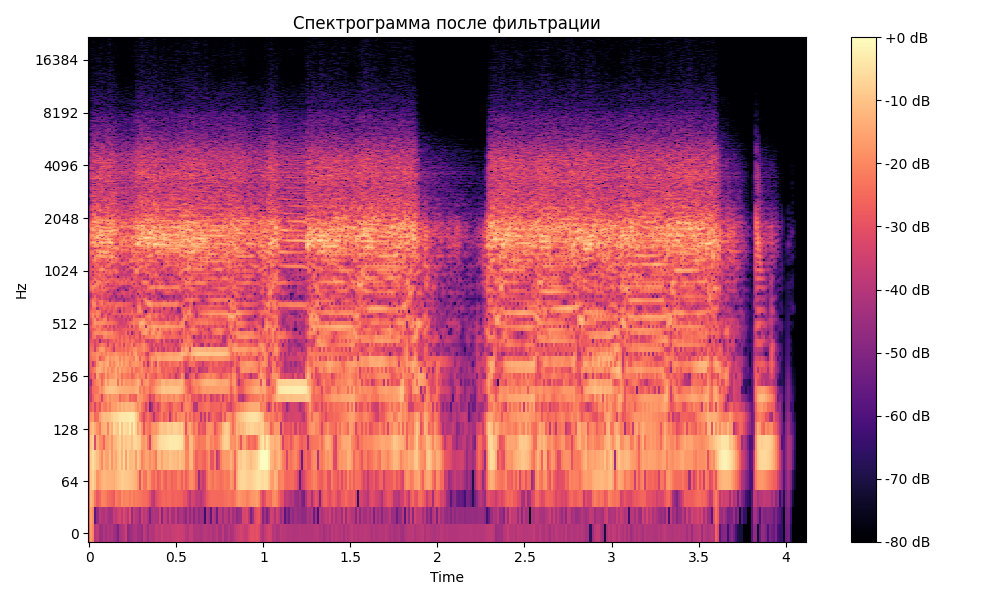 Спектрограмма после фильтрации
Hz
16384
8192
4096
2048
1024
512
256
128
64
0
0
0.5
1
1.5
2
2.5
3
3.5
4
Time
+0 dB
-10 dB
-20 dB
-30 dB
-40 dB
-50 dB
-60 dB
-70 dB
-80 dB